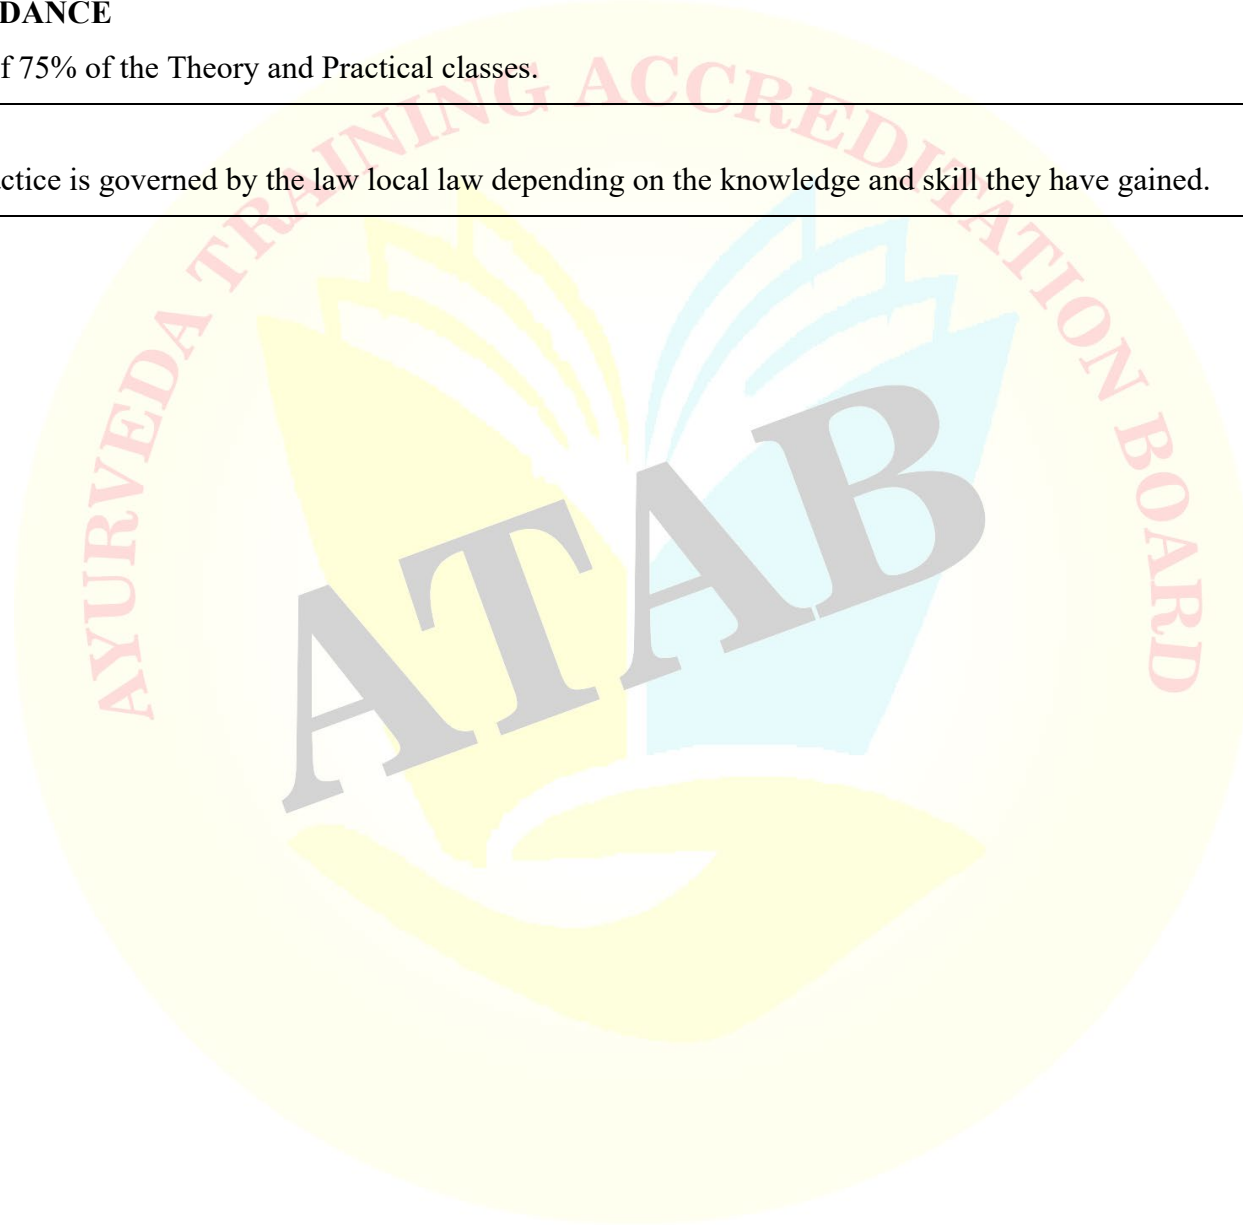 DANCE
f 75% of the Theory and Practical classes.
ctice is governed by the law local law depending on the knowledge and skill they have gained.
AYURVEDA TRAINING ACCREDITATION BOARD
ATAB